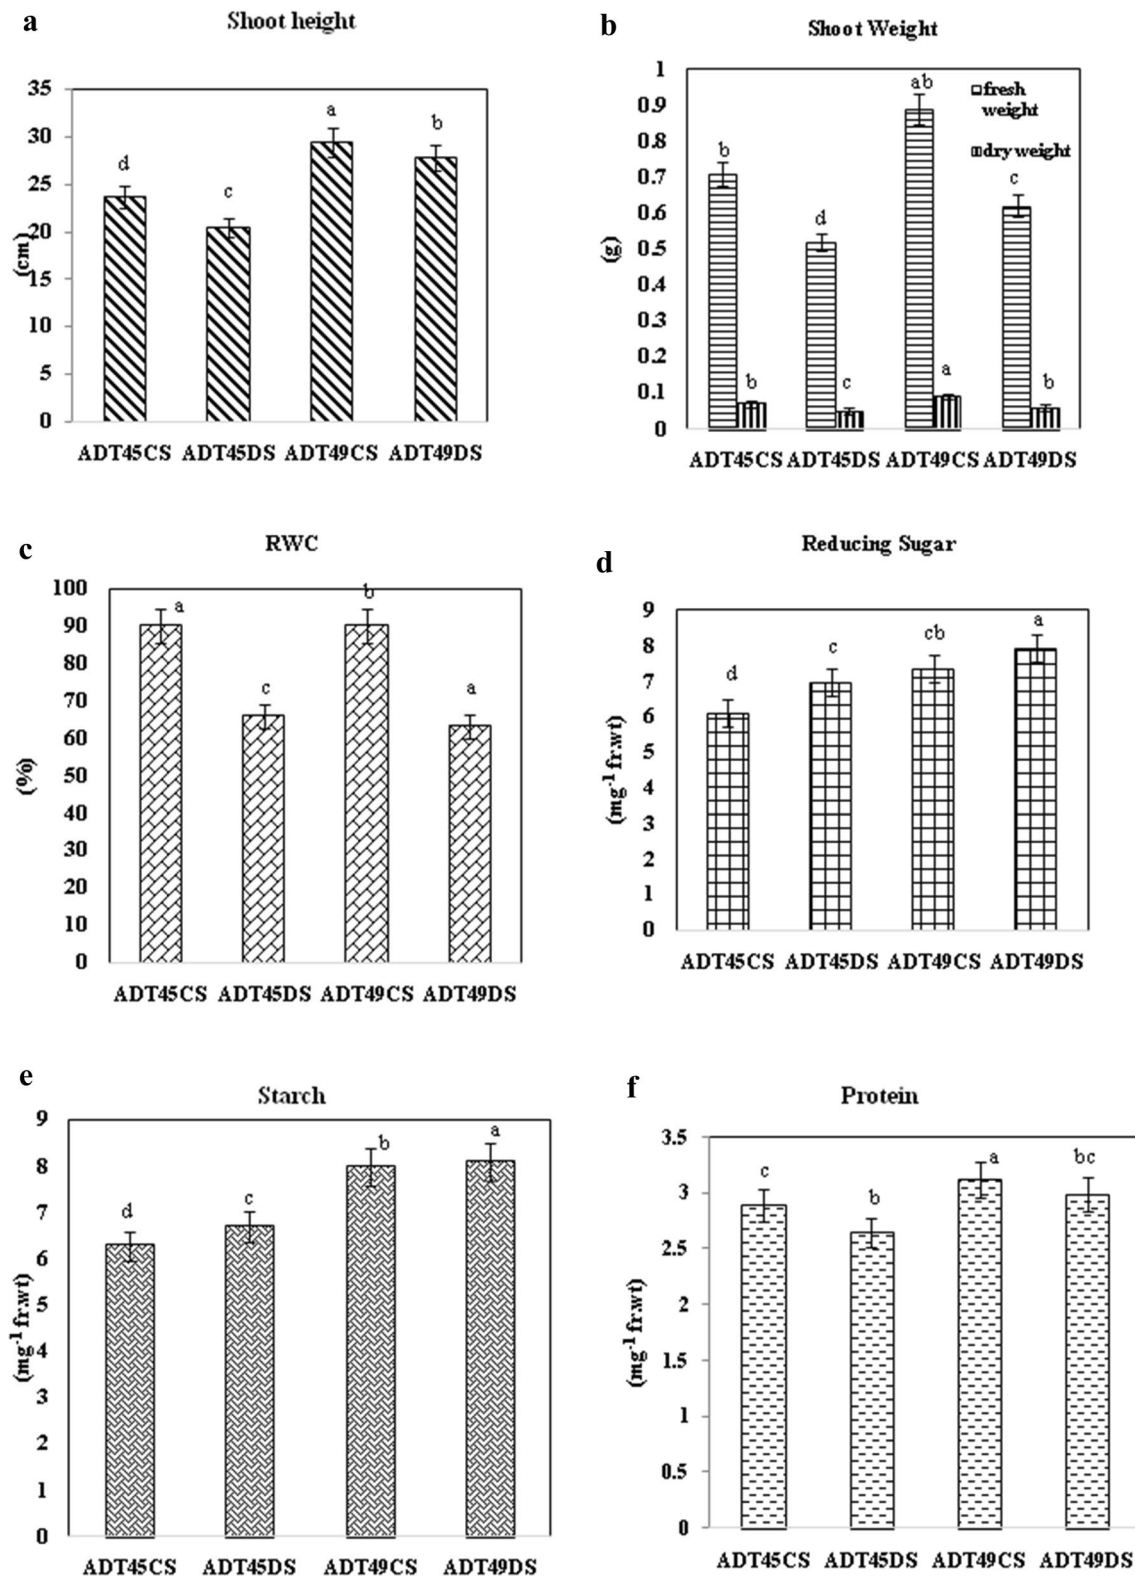 a
Shoot height
35
30
25
20
15
10
5
0
(cm)
d
c
a
b
ADT45CS ADT45DS ADT49CS ADT49DS
b
Shoot Weight
1
0.9
0.8
0.7
0.6
0.5
0.4
0.3
0.2
0.1
0
(g)
fresh
weight
dry weight
b
d
ab
c
b
c
a
b
ADT45CS ADT45DS ADT49CS ADT49DS
c
RWC
100
90
80
70
60
50
40
30
20
10
0
(%)
a
c
b
a
ADT45CS ADT45DS ADT49CS ADT49DS
d
Reducing Sugar
9
8
7
6
5
4
3
2
1
0
(mg-1 fr.wt)
d
c
cb
a
ADT45CS ADT45DS ADT49CS ADT49DS
e
Starch
9
8
7
6
5
4
3
2
1
0
(mg-1 fr.wt)
d
c
b
a
ADT45CS ADT45DS ADT49CS ADT49DS
f
Protein
3.5
3
2.5
2
1.5
1
0.5
0
(mg-1 fr.wt)
c
b
a
bc
ADT45CS ADT45DS ADT49CS ADT49DS